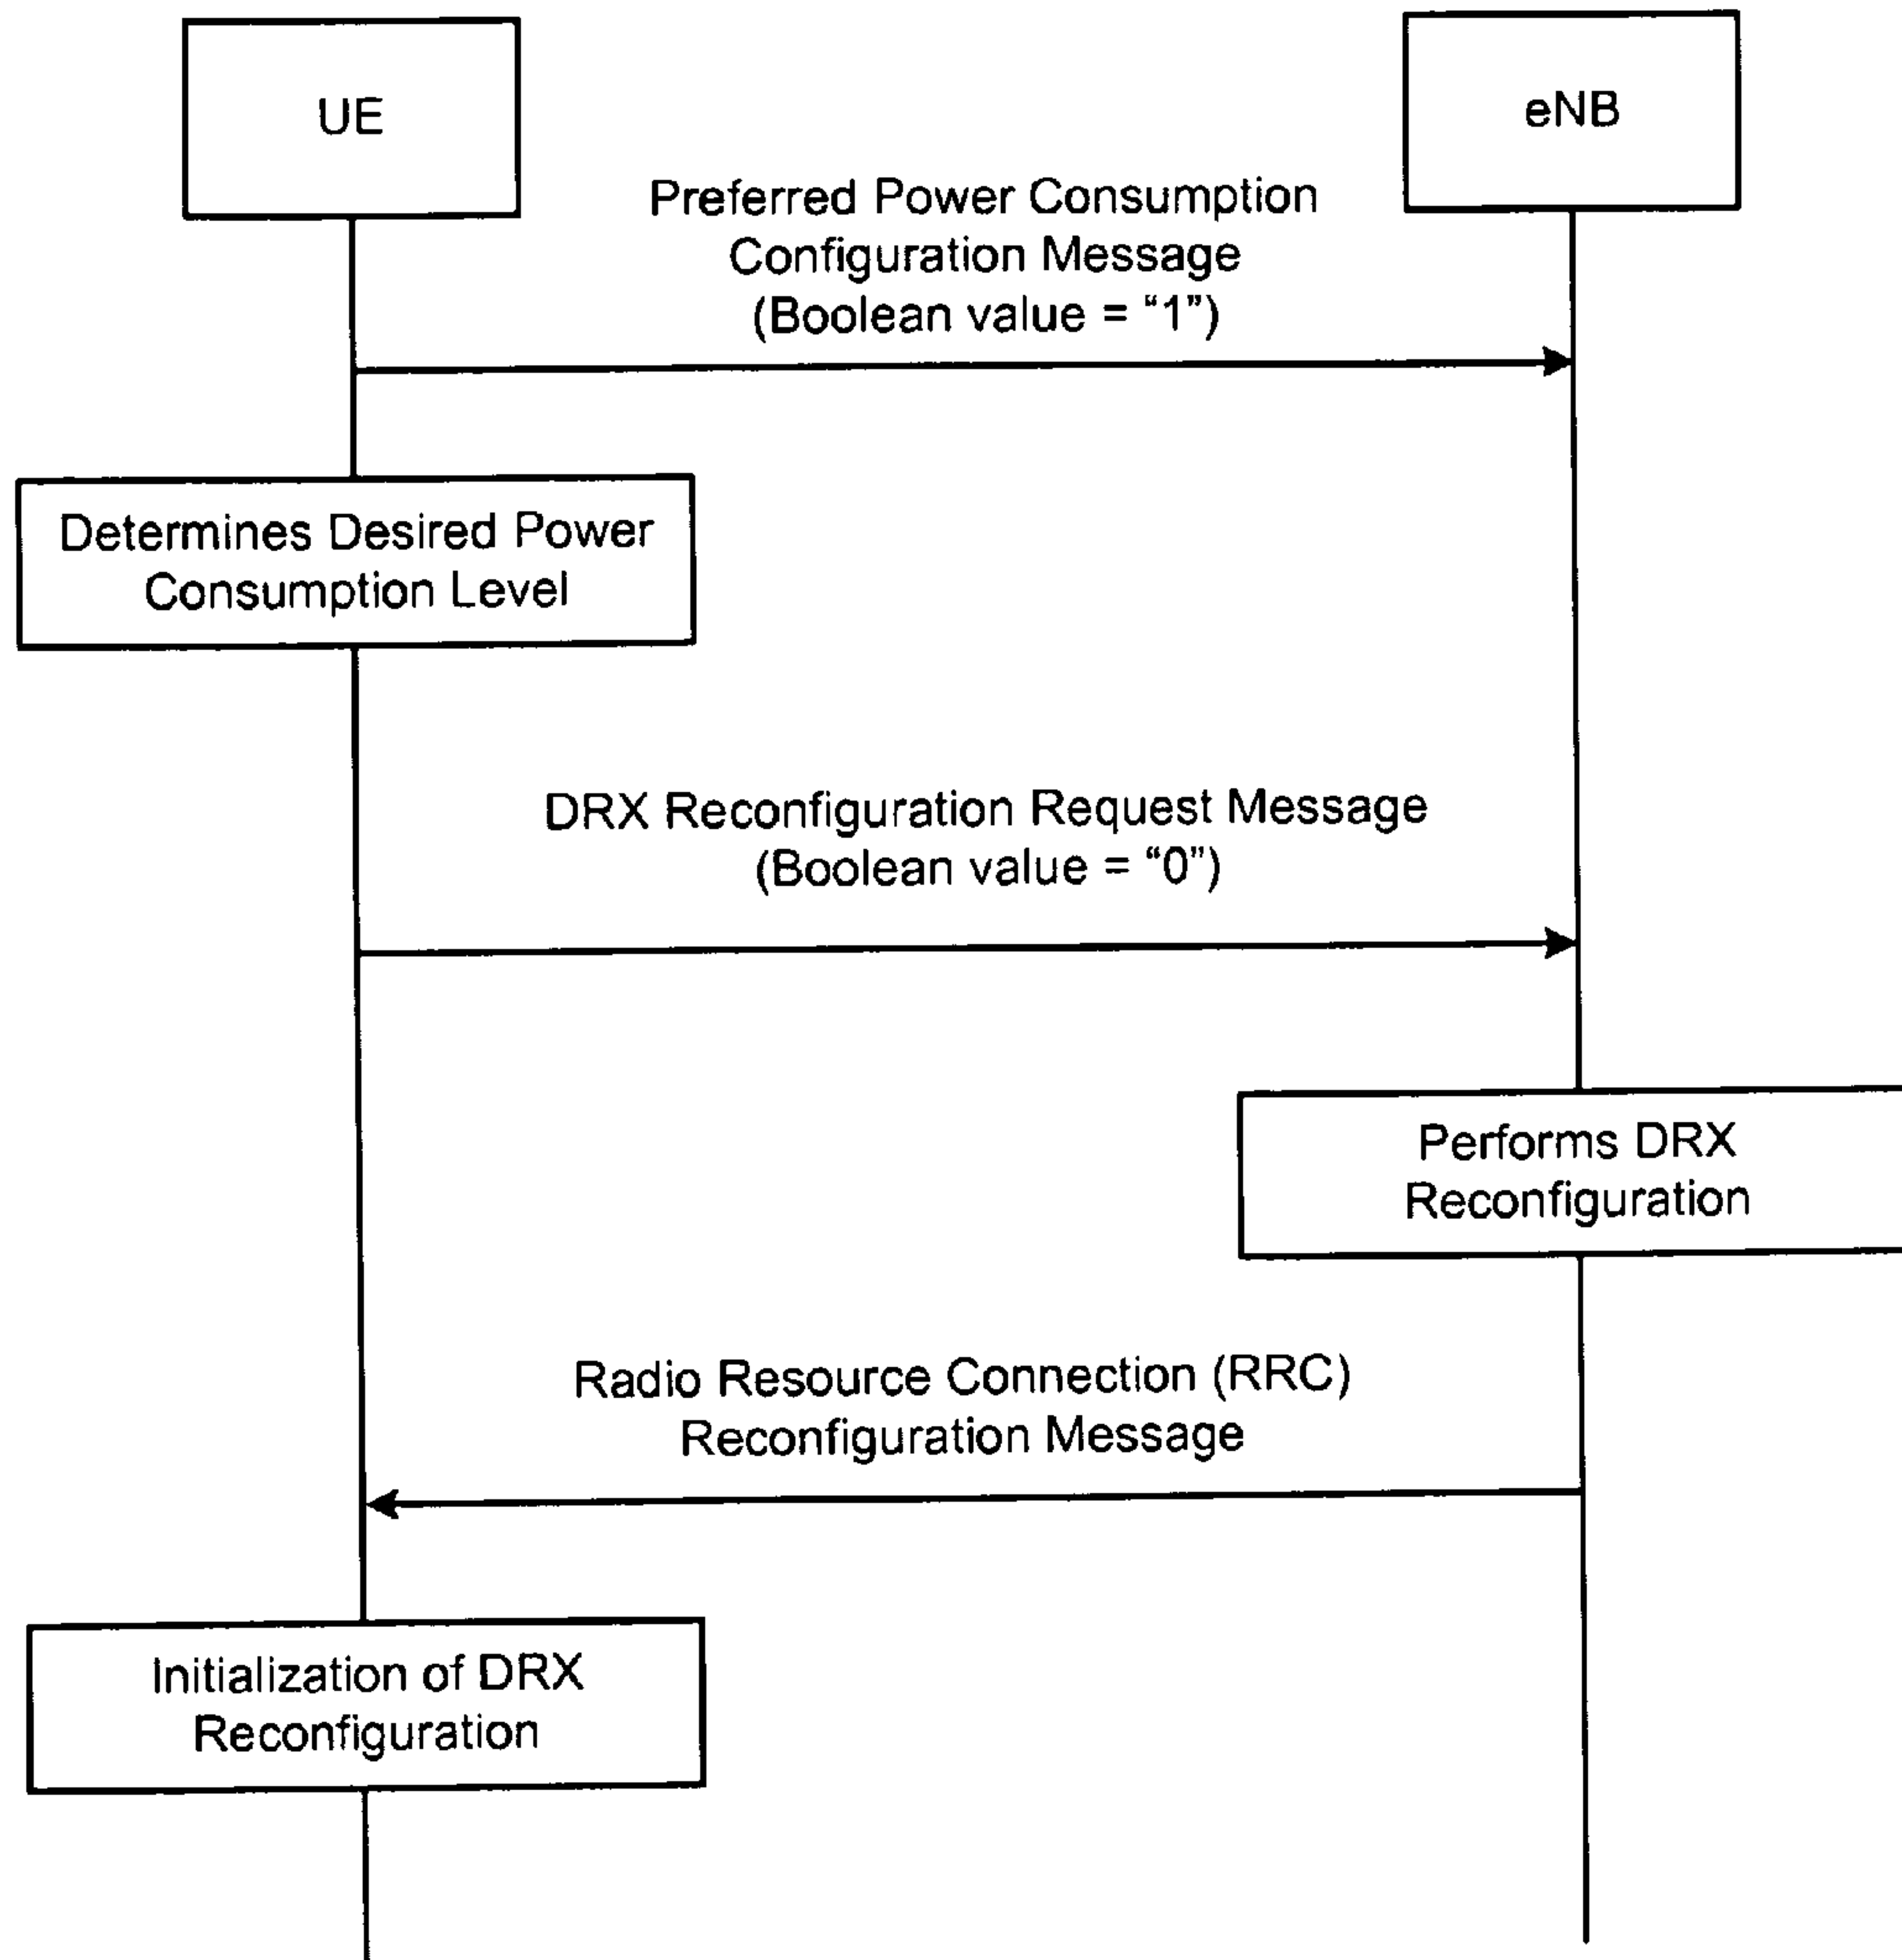 UE
eNB
Preferred Power Consumption
Configuration Message
(Boolean value = “1”)
Determines Desired Power
Consumption Level
DRX Reconfiguration Request Message
(Boolean value = “0”)
Performs DRX
Reconfiguration
Radio Resource Connection (RRC)
Reconfiguration Message
Initialization of DRX
Reconfiguration